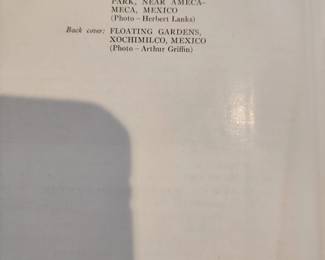 PARK, NEAR AMECA-
MECA, MEXICO
(Photo – Herbert Lanks)
Back cover: FLOATING GARDENS,
XOCHIMILCO, MEXICO
(Photo – Arthur Griffin)